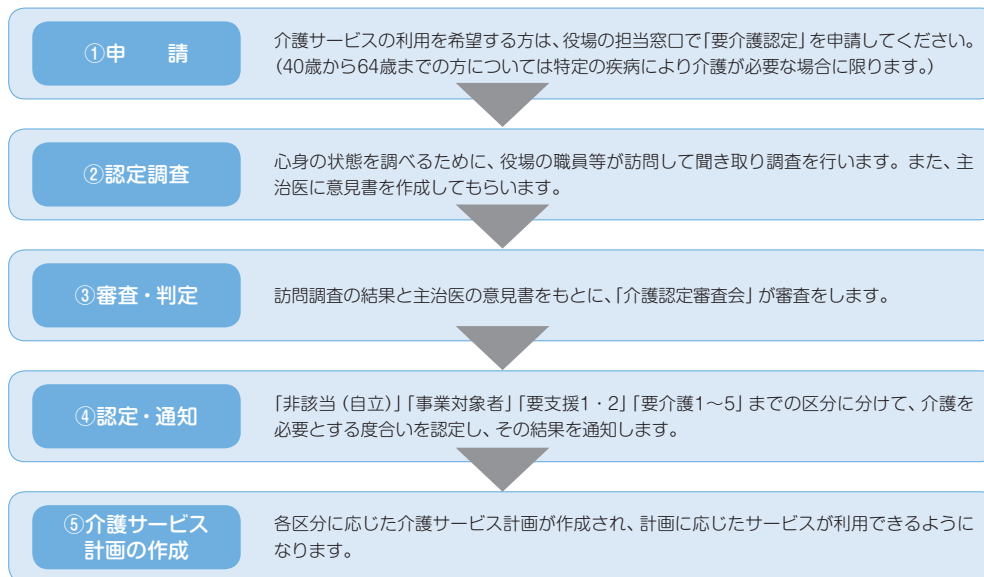 ①申　請
介護サービスの利用を希望する方は、役場の担当窓口で「要介護認定」を申請してください。
（40歳から64歳までの方については特定の疾病により介護が必要な場合に限ります。）
②認定調査
心身の状態を調べるために、役場の職員等が訪問して聞き取り調査を行います。また、主
治医に意見書を作成してもらいます。
③審査・判定
訪問調査の結果と主治医の意見書をもとに、「介護認定審査会」が審査をします。
④認定・通知
「非該当（自立）」「事業対象者」「要支援1・2」「要介護1～5」までの区分に分けて、介護を
必要とする度合いを認定し、その結果を通知します。
⑤介護サービス
計画の作成
各区分に応じた介護サービス計画が作成され、計画に応じたサービスが利用できるように
なります。